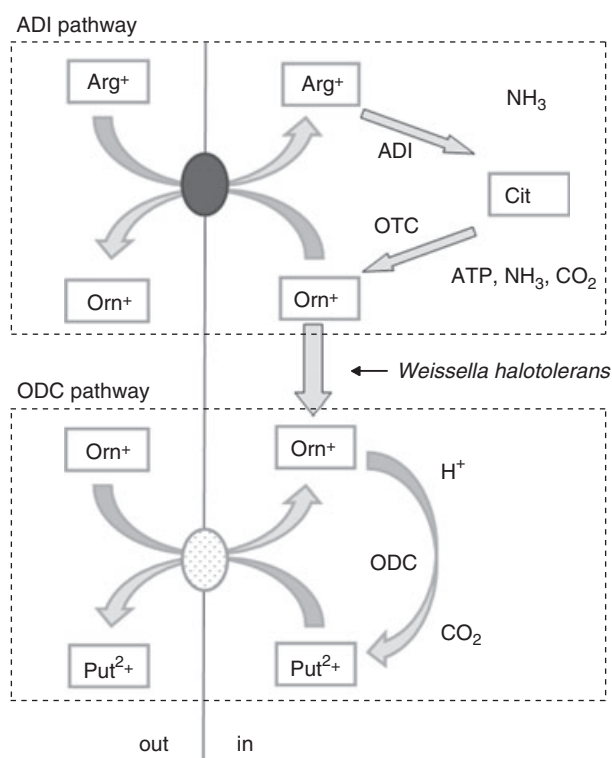 ADI pathway
Arg⁺
Arg⁺
NH₃
ADI
Cit
OTC
Orn⁺
Orn⁺
ATP, NH₃, CO₂
Weissella halotolerans
ODC pathway
Orn⁺
Orn⁺
H⁺
ODC
CO₂
Put²⁺
Put²⁺
out in